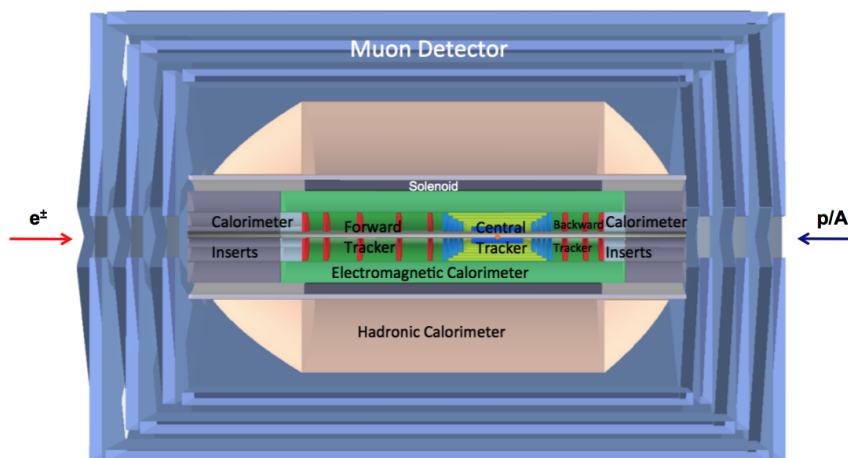 Muon Detector
Solenoid
e±
p/A
Calorimeter
Forward
Central
Backward
Calorimeter
Inserts
Tracker
Tracker
Tracker
Inserts
Electromagnetic Calorimeter
Hadronic Calorimeter